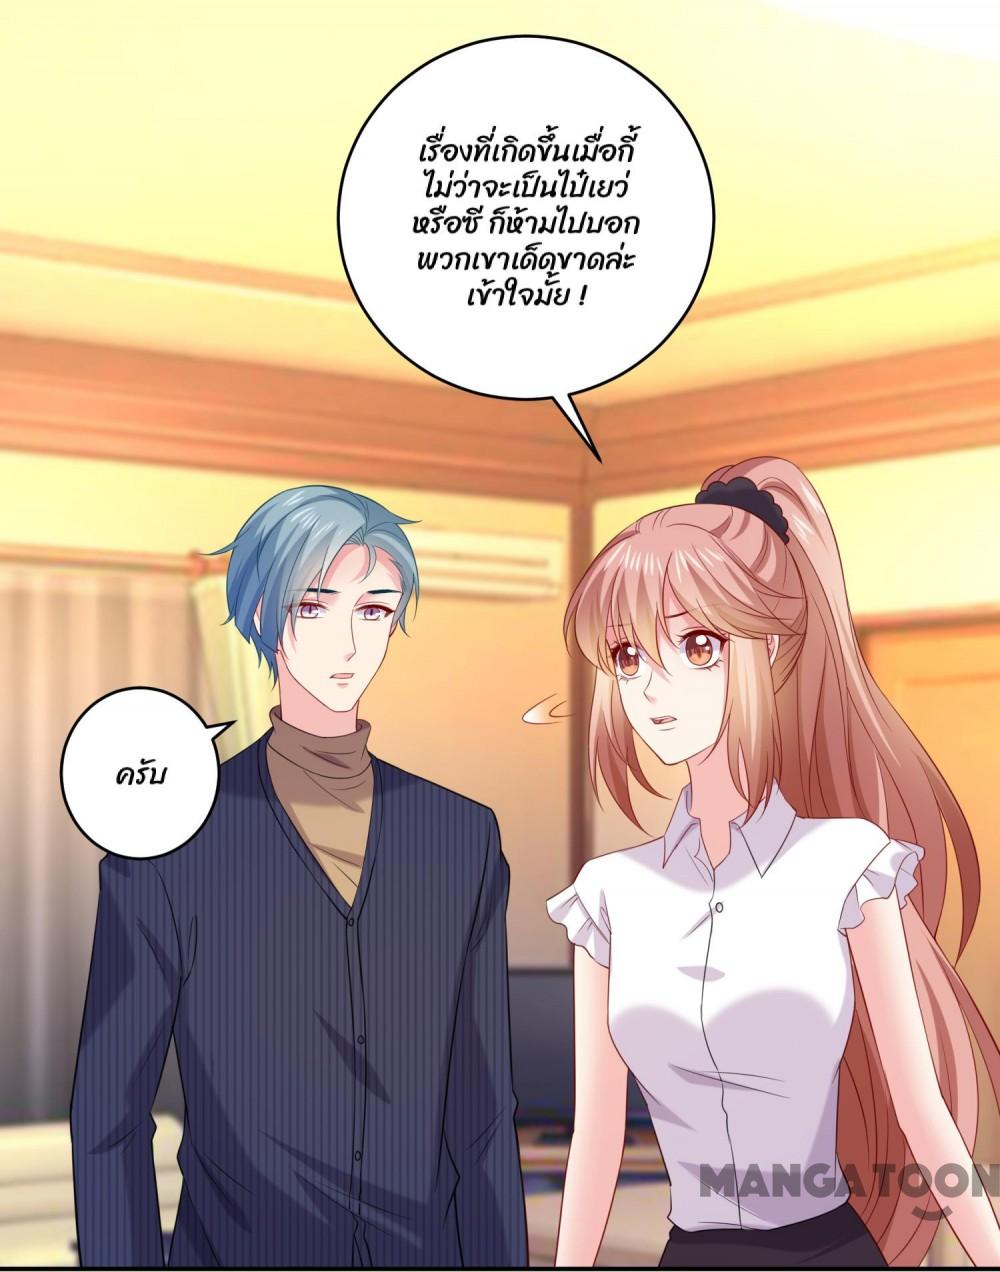 เรื่องที่เกิดขึ้นเมื่อกี้
ไม่ว่าจะเป็นไป๋เยว่
หรือซี ก็ห้ามไปบอก
พวกเขาเด็ดขาดล่ะ
เข้าใจมั้ย !
ครับ
MANGATOON